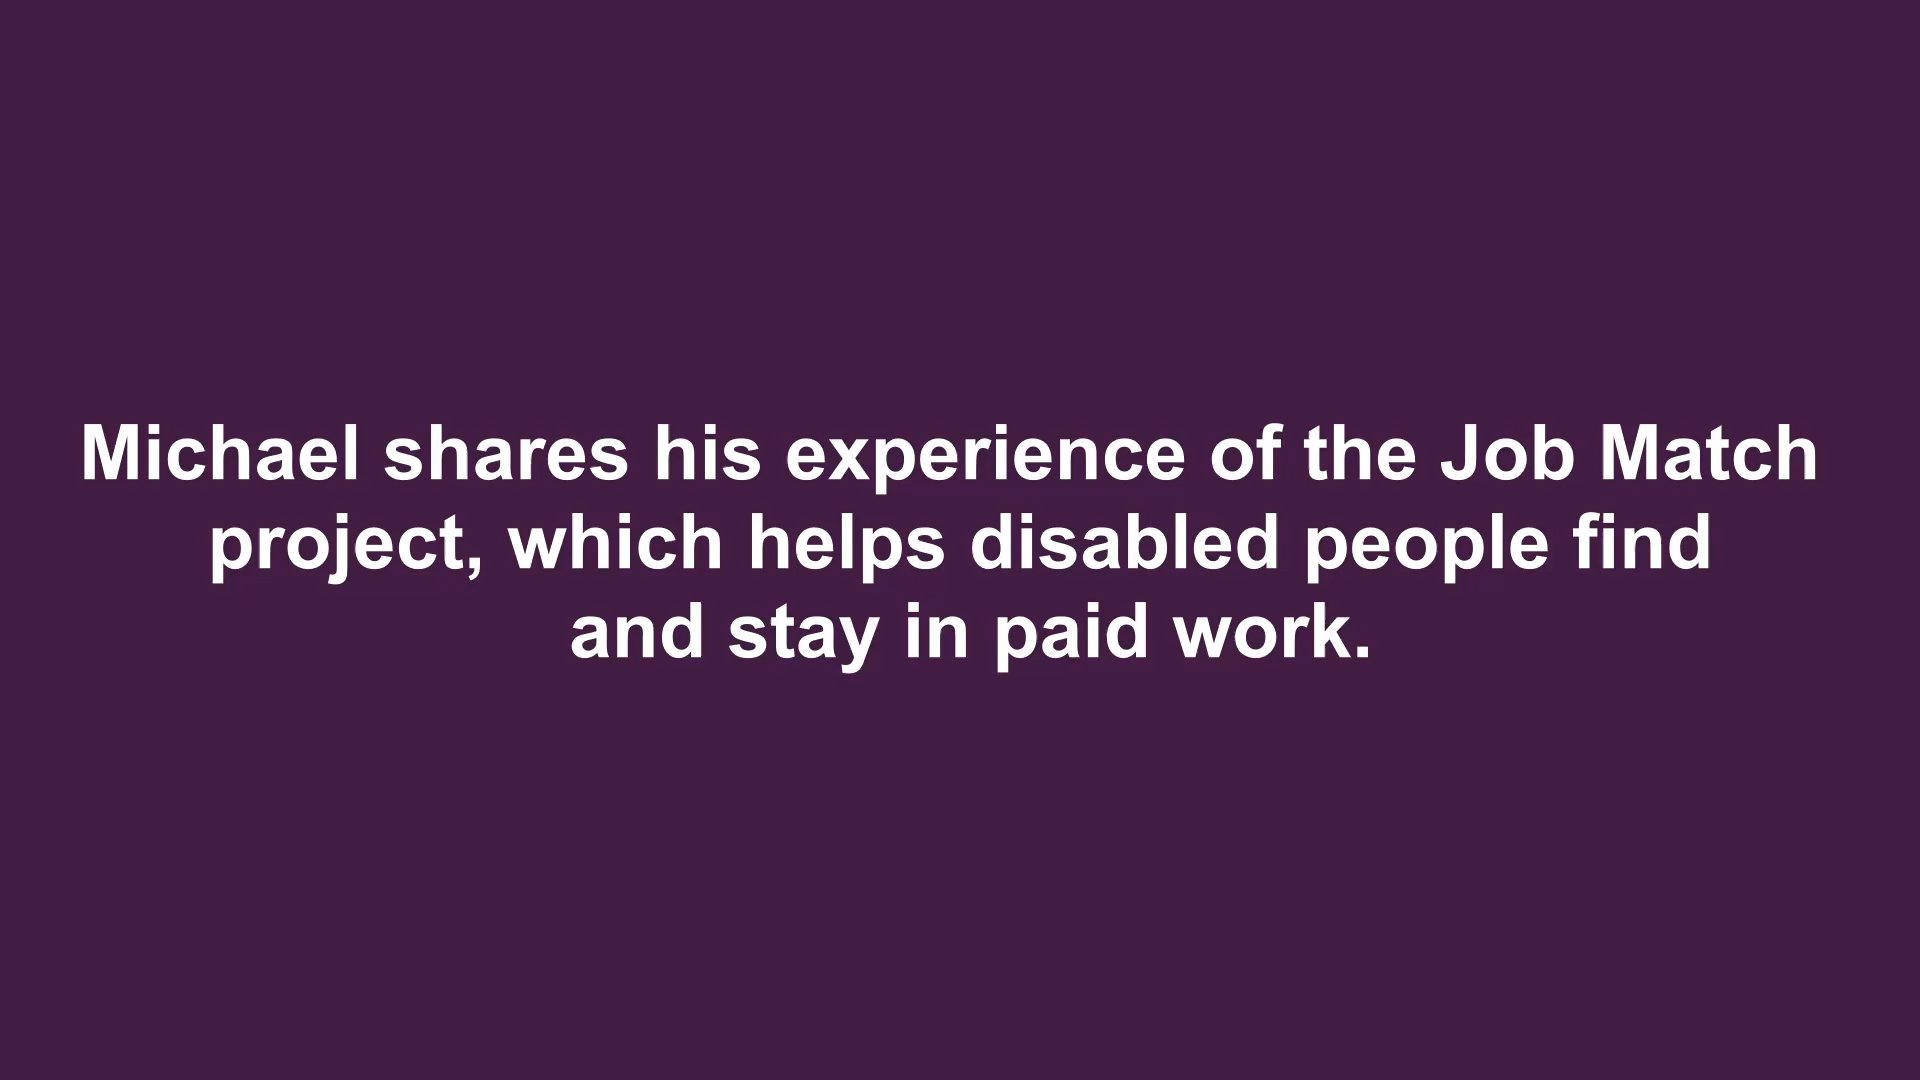 Michael shares his experience of the Job Match
project, which helps disabled people find
and stay in paid work.